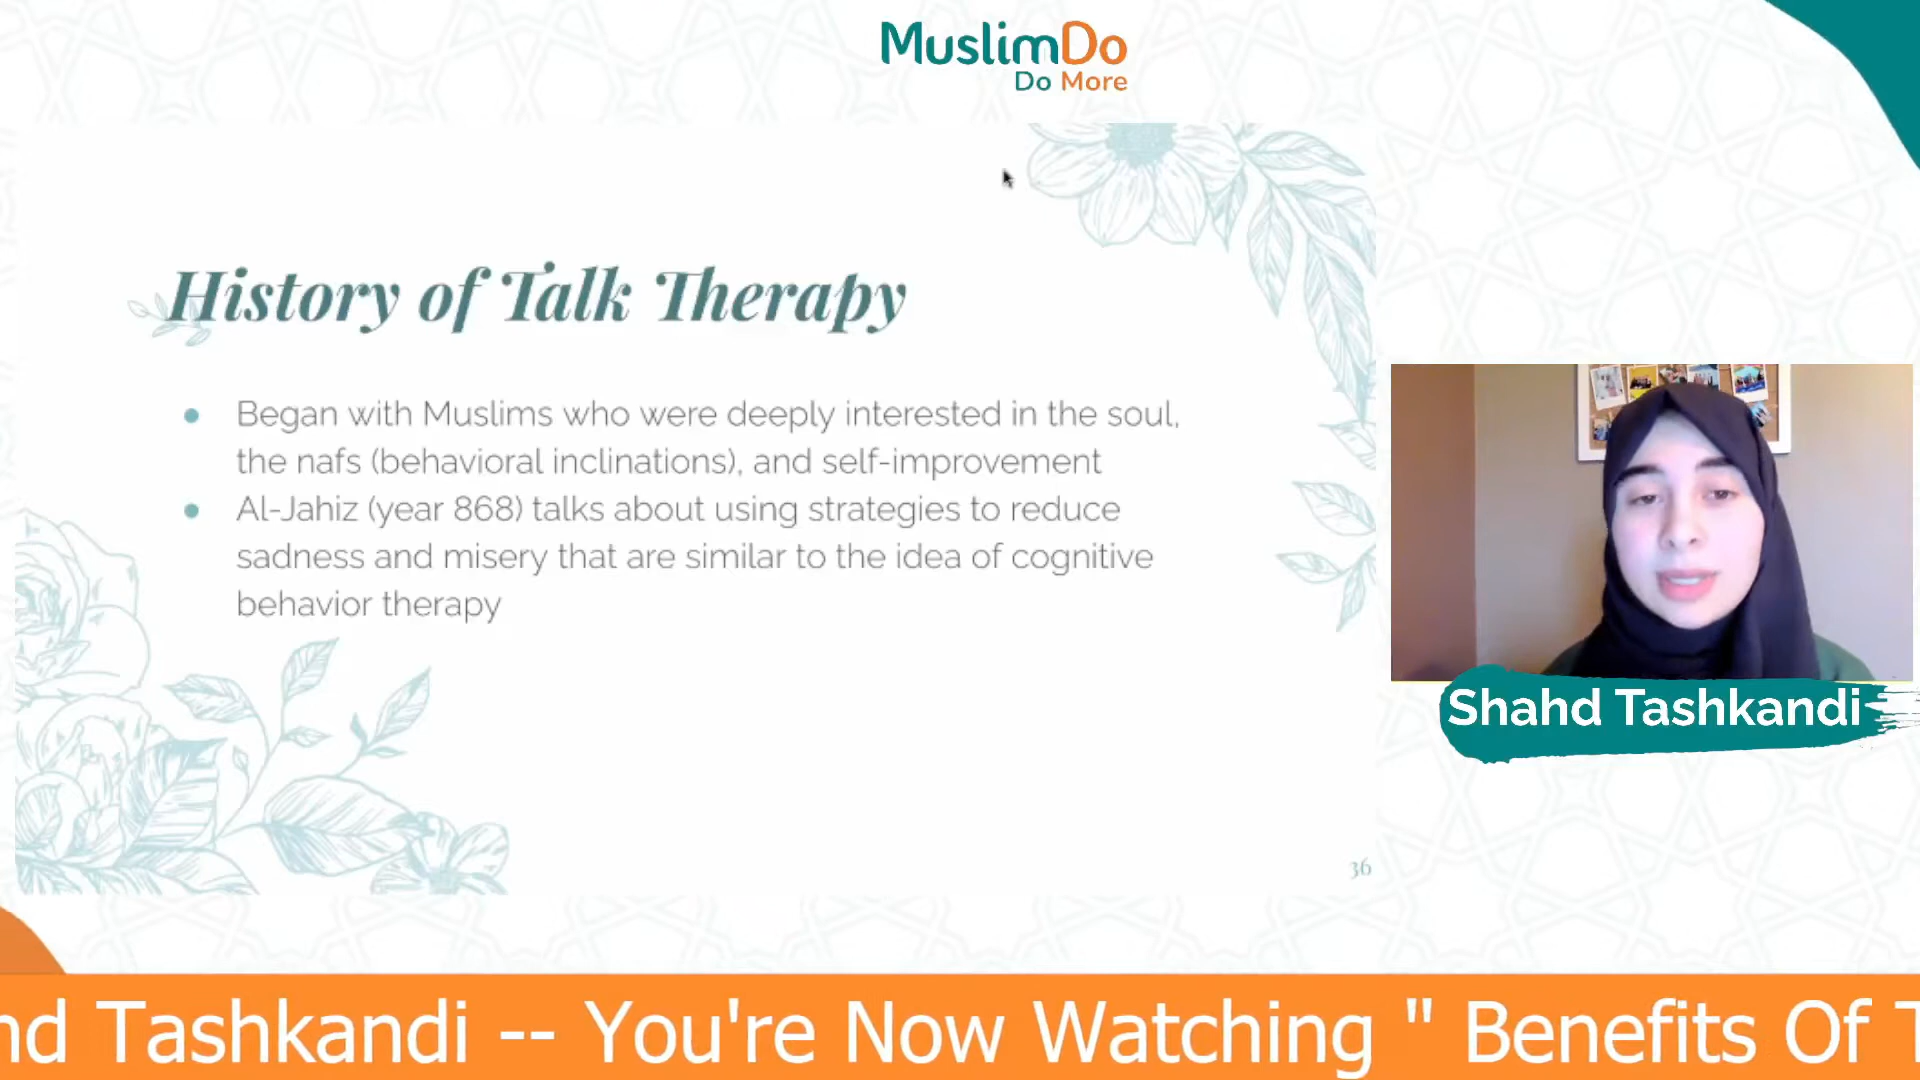 MuslimDo
Do More
History of Talk Therapy
Began with Muslims who were deeply interested in the soul,
the nafs (behavioral inclinations), and self-improvement
Al-Jahiz (year 868) talks about using strategies to reduce
sadness and misery that are similar to the idea of cognitive
behavior therapy
36
Shahd Tashkandi
nd Tashkandi -- You're Now Watching " Benefits Of T